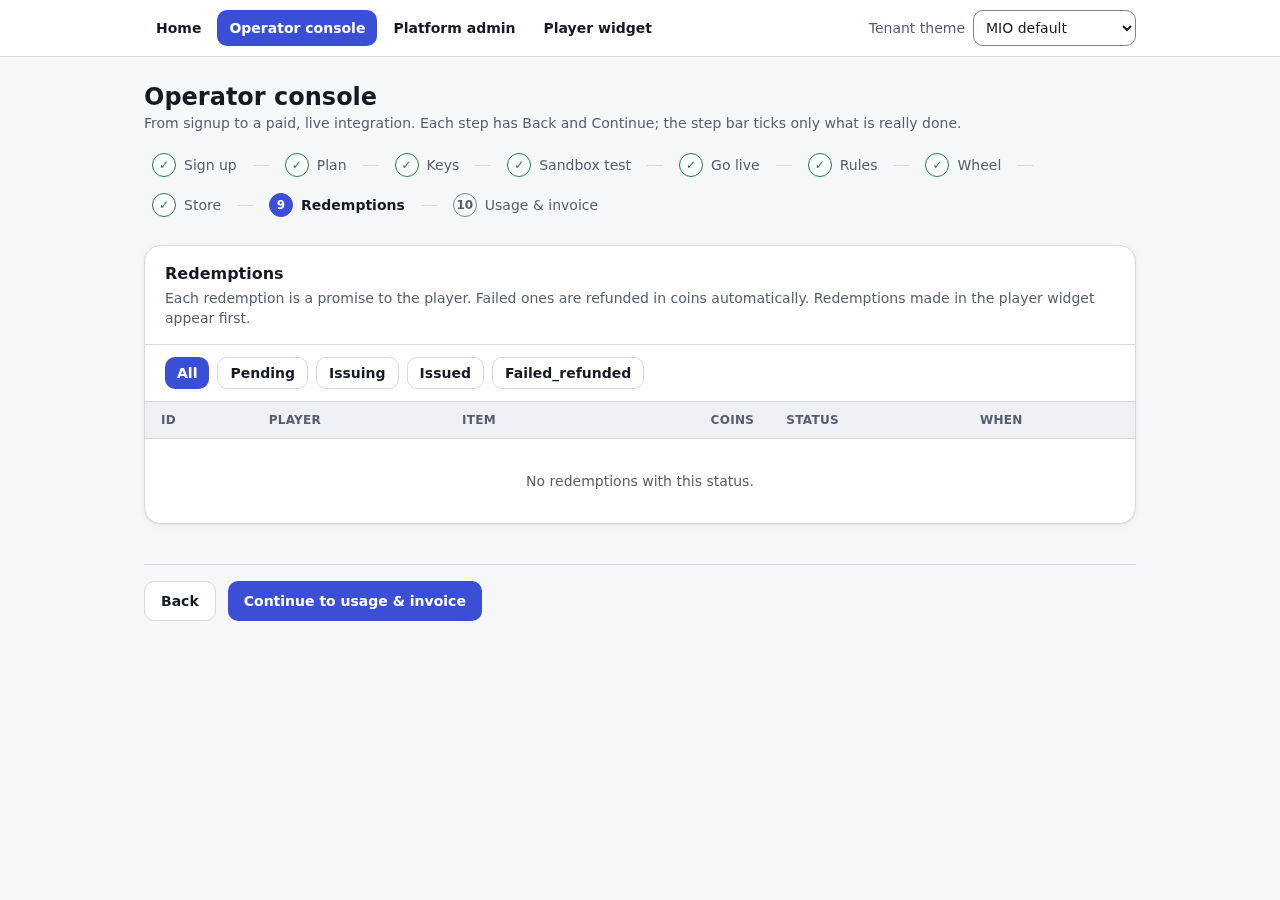 Home Operator console Platform admin Player widget Tenant theme MIO default
Operator console
From signup to a paid, live integration. Each step has Back and Continue; the step bar ticks only what is really done.
✓ Sign up ✓ Plan ✓ Keys ✓ Sandbox test ✓ Go live ✓ Rules ✓ Wheel
✓ Store 9 Redemptions 10 Usage & invoice
Redemptions
Each redemption is a promise to the player. Failed ones are refunded in coins automatically. Redemptions made in the player widget
appear first.
All Pending Issuing Issued Failed_refunded
ID PLAYER ITEM COINS STATUS WHEN
No redemptions with this status.
Back Continue to usage & invoice